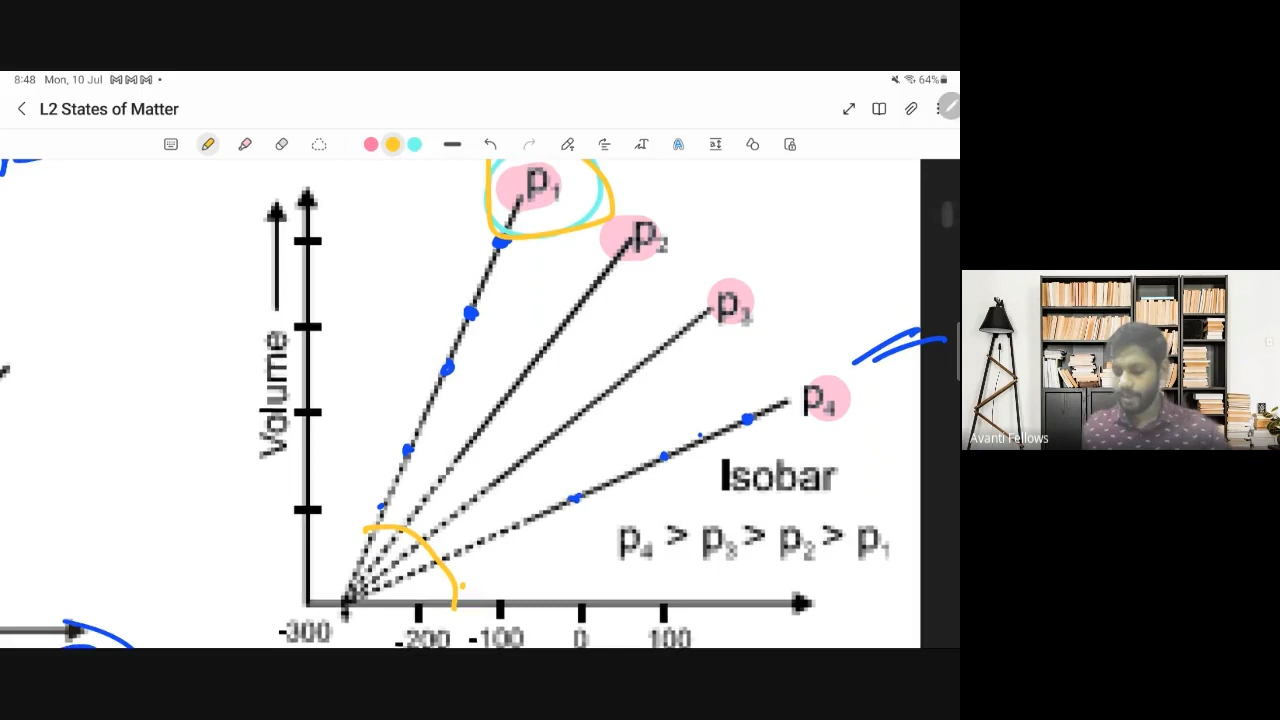 8:48 Mon, 10 Jul 64%
L2 States of Matter
p₁
p₂
p₃
p₄
Volume
Isobar
p₄ > p₃ > p₂ > p₁
-300 -200 -100 0 100
Avanti Fellows